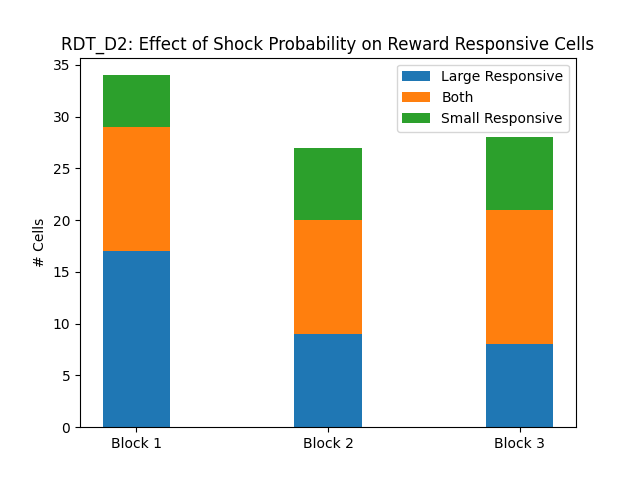 RDT_D2: Effect of Shock Probability on Reward Responsive Cells
Large Responsive
Both
Small Responsive
# Cells
35
30
25
20
15
10
5
0
Block 1
Block 2
Block 3